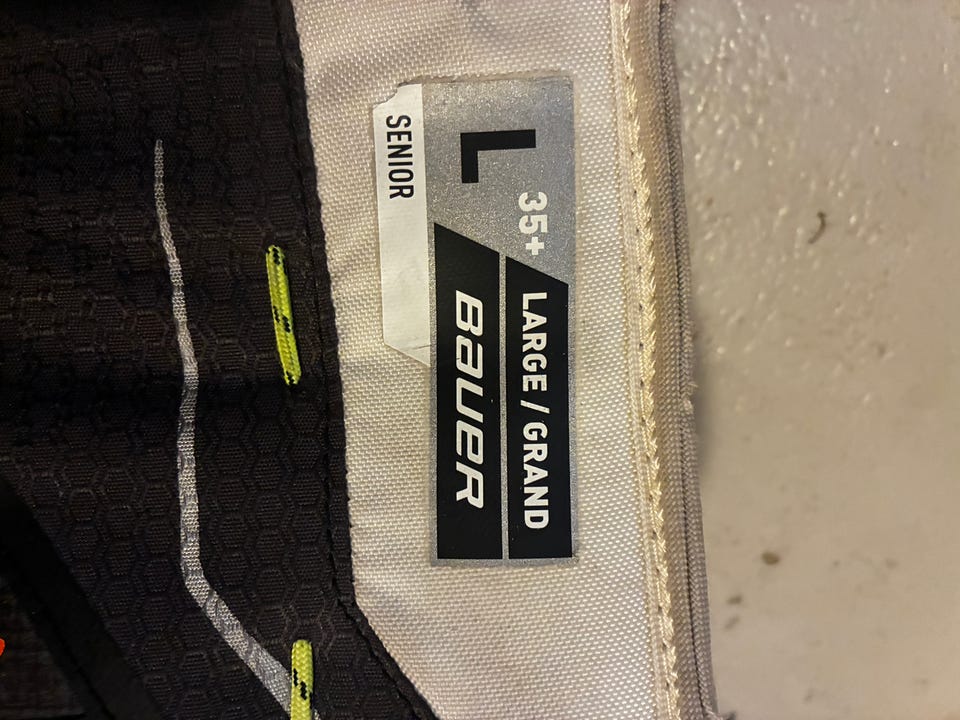 SENIOR
L 35+
LARGE / GRAND
BAUER